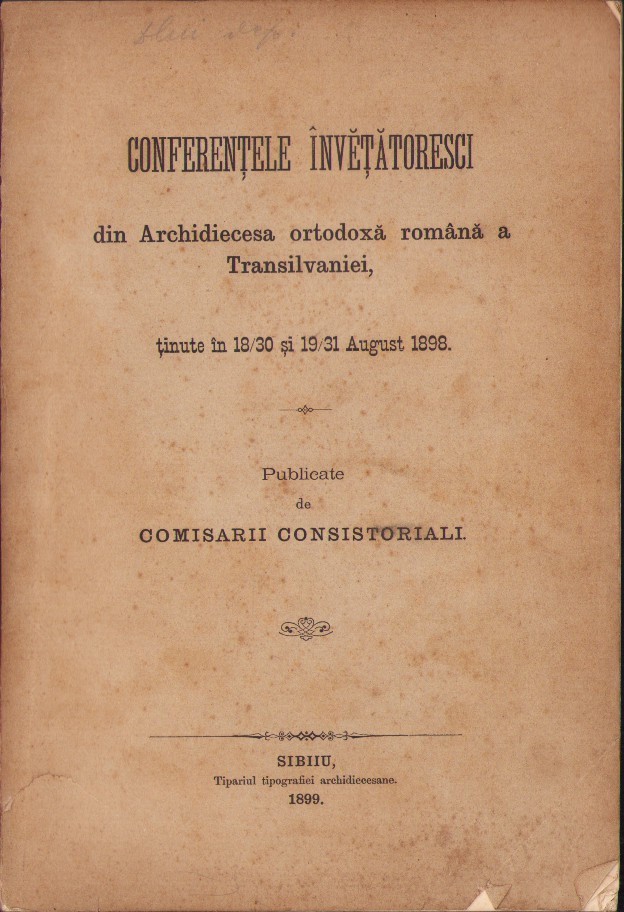 CONFERENȚELE ÎNVĔȚĂTORESCI
din Archidiecesa ortodoxă română a
Transilvaniei,
ținute în 18/30 și 19/31 August 1898.
Publicate
de
COMISARII CONSISTORIALI.
SIBIIU,
Tipariul tipografiei archidiecesane.
1899.